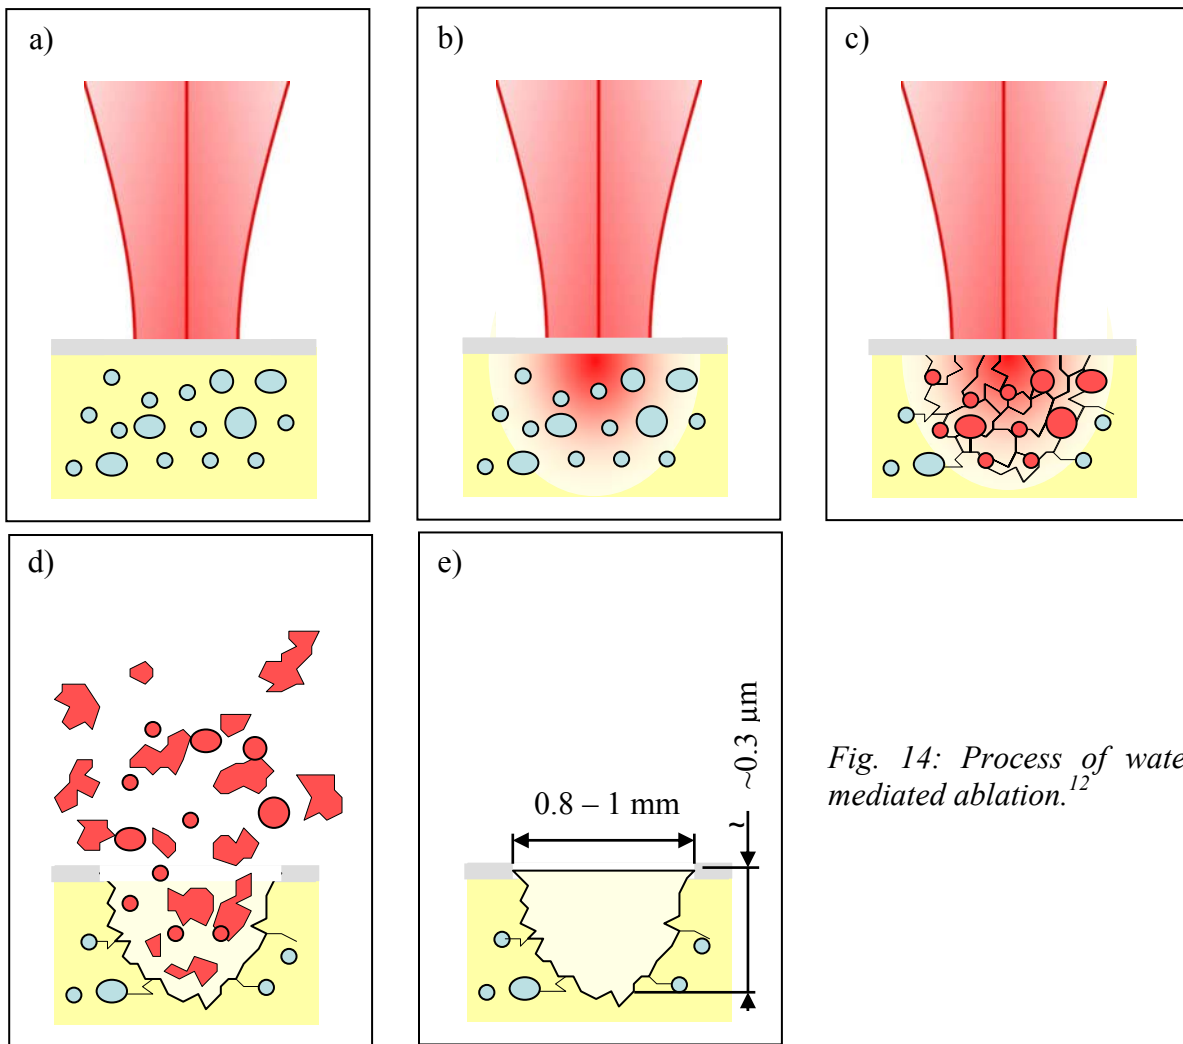 a)
b)
c)
d)
e)
0.8 – 1 mm
~0.3 µm
~
Fig. 14: Process of wate
mediated ablation.12